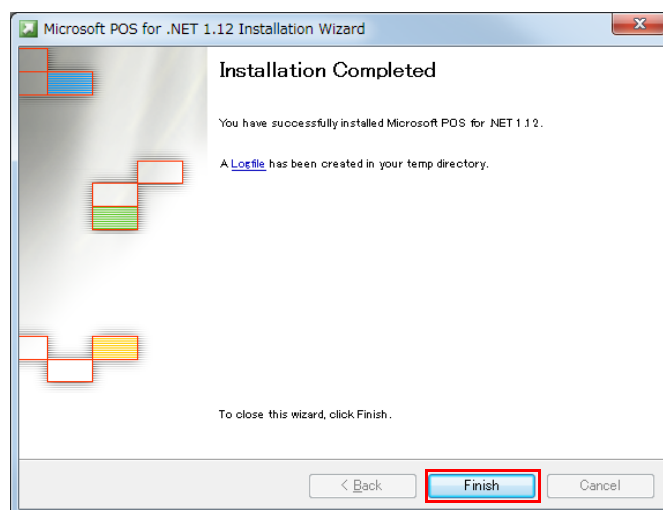 Microsoft POS for .NET 1.12 Installation Wizard
Installation Completed
You have successfully installed Microsoft POS for .NET 1.12.
A Logfile has been created in your temp directory.
To close this wizard, click Finish.
< Back
Finish
Cancel